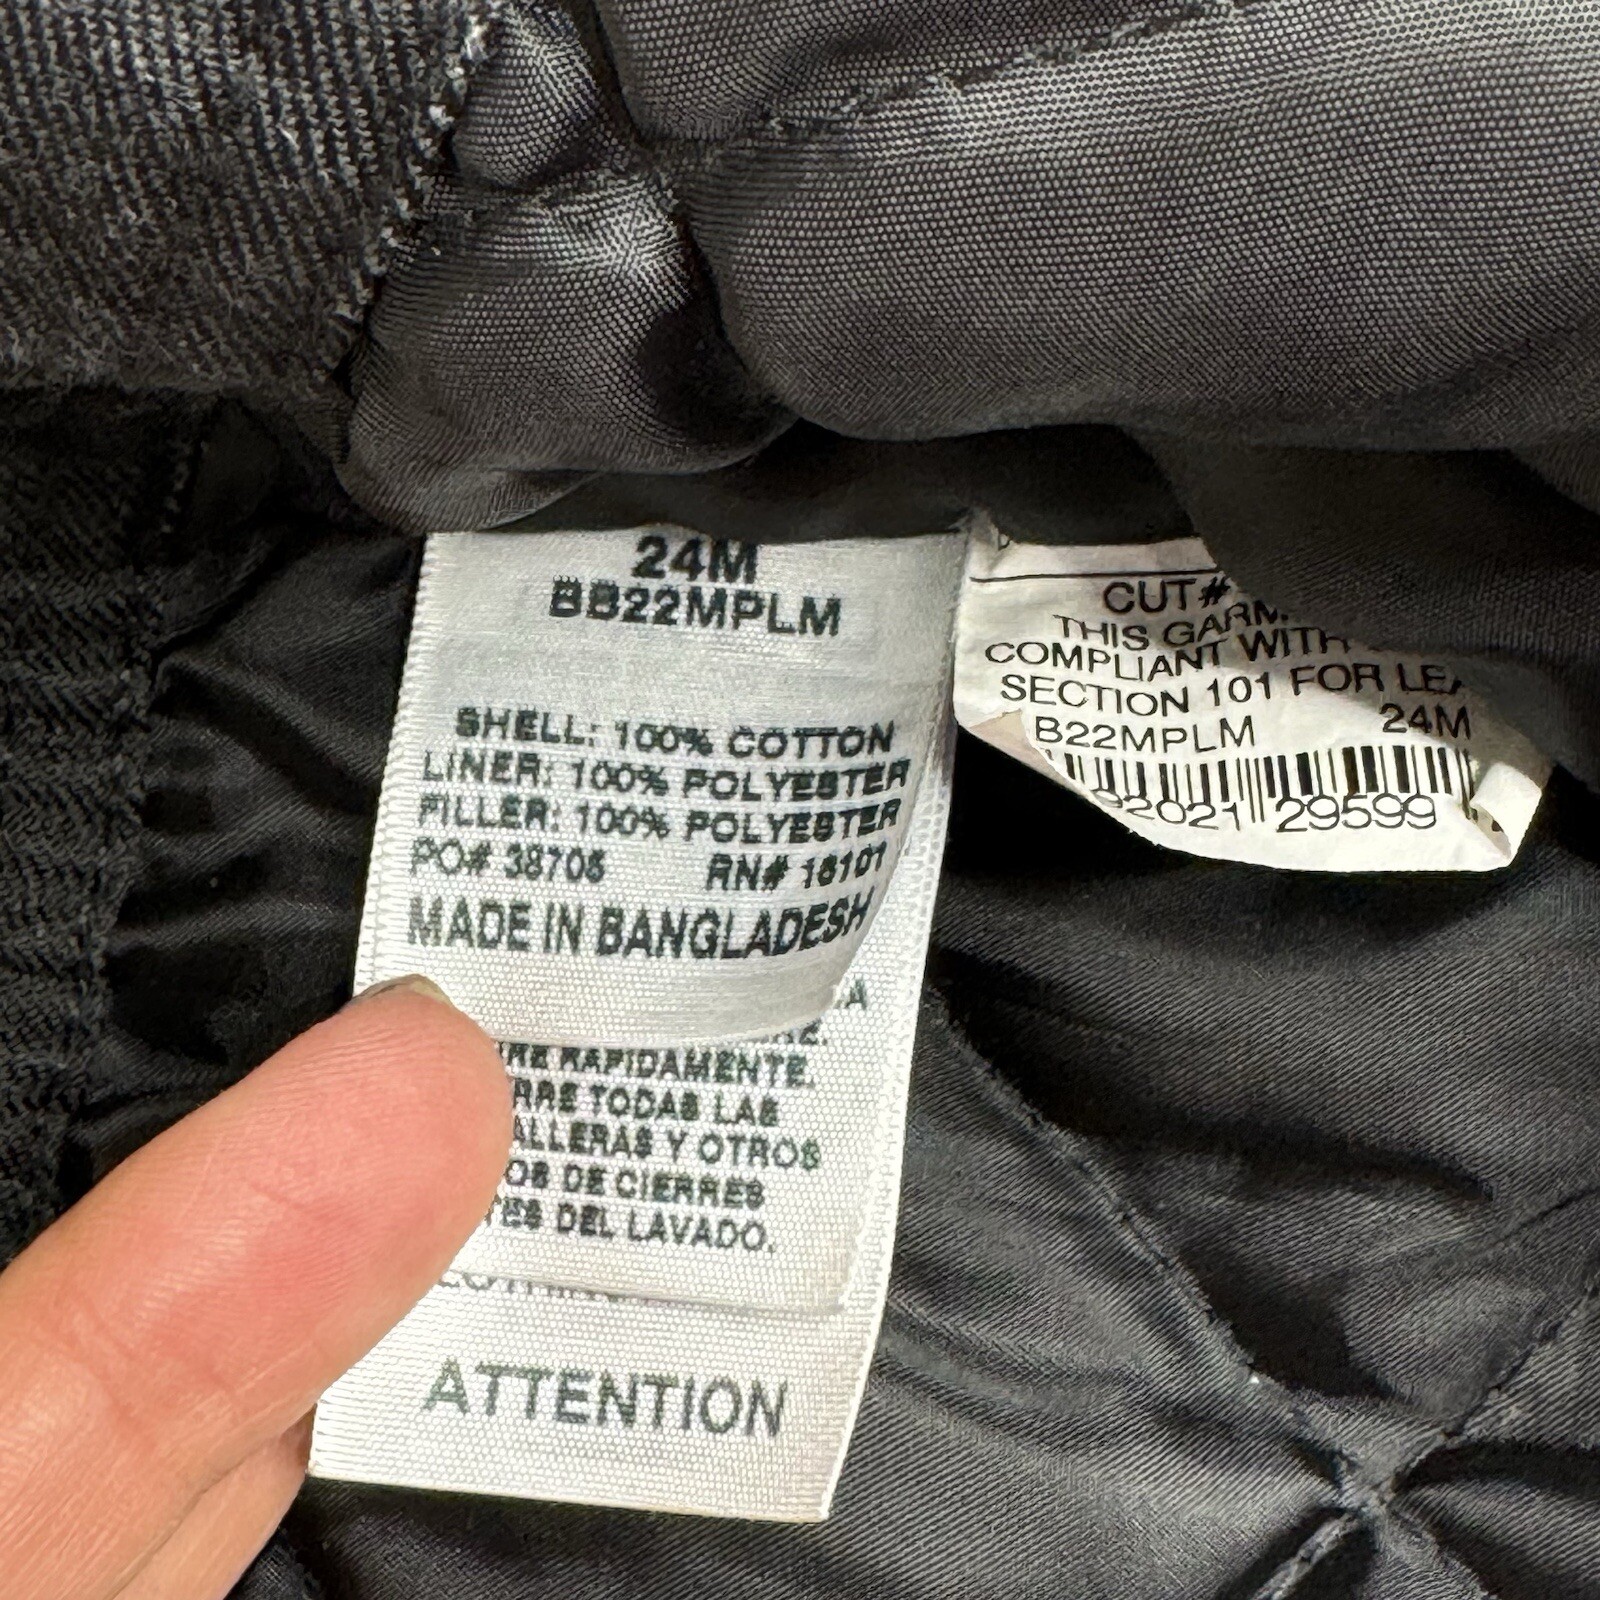 24M
BB22MPLM
SHELL: 100% COTTON
LINER: 100% POLYESTER
FILLER: 100% POLYESTER
PO# 38705 RN# 16101
MADE IN BANGLADESH
RAPIDAMENTE.
TODAS LAS
Y OTROS
DE CIERRES
DEL LAVADO.
ATTENTION
CUT#
THIS
COMPLIANT WITH
SECTION 101 FOR
B22MPLM 24M
29599